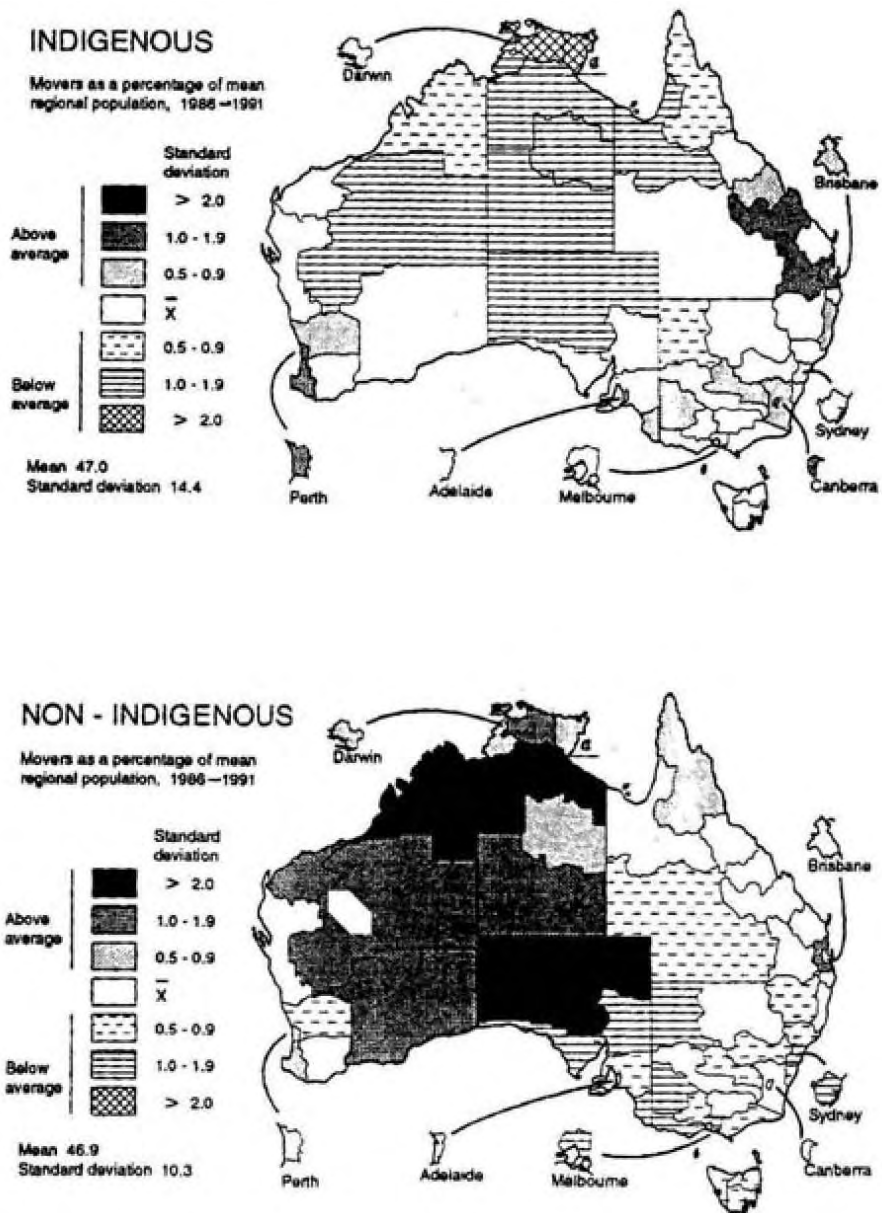 INDIGENOUS
Movers as a percentage of mean
regional population, 1986–1991
Standard
deviation
Above
average
> 2.0
1.0 - 1.9
0.5 - 0.9
X̄
Below
average
0.5 - 0.9
1.0 - 1.9
> 2.0
Mean 47.0
Standard deviation 14.4
Darwin
Brisbane
Sydney
Canberra
Melbourne
Adelaide
Perth
NON - INDIGENOUS
Movers as a percentage of mean
regional population, 1986–1991
Standard
deviation
Above
average
> 2.0
1.0 - 1.9
0.5 - 0.9
X̄
Below
average
0.5 - 0.9
1.0 - 1.9
> 2.0
Mean 46.9
Standard deviation 10.3
Darwin
Brisbane
Sydney
Canberra
Melbourne
Adelaide
Perth